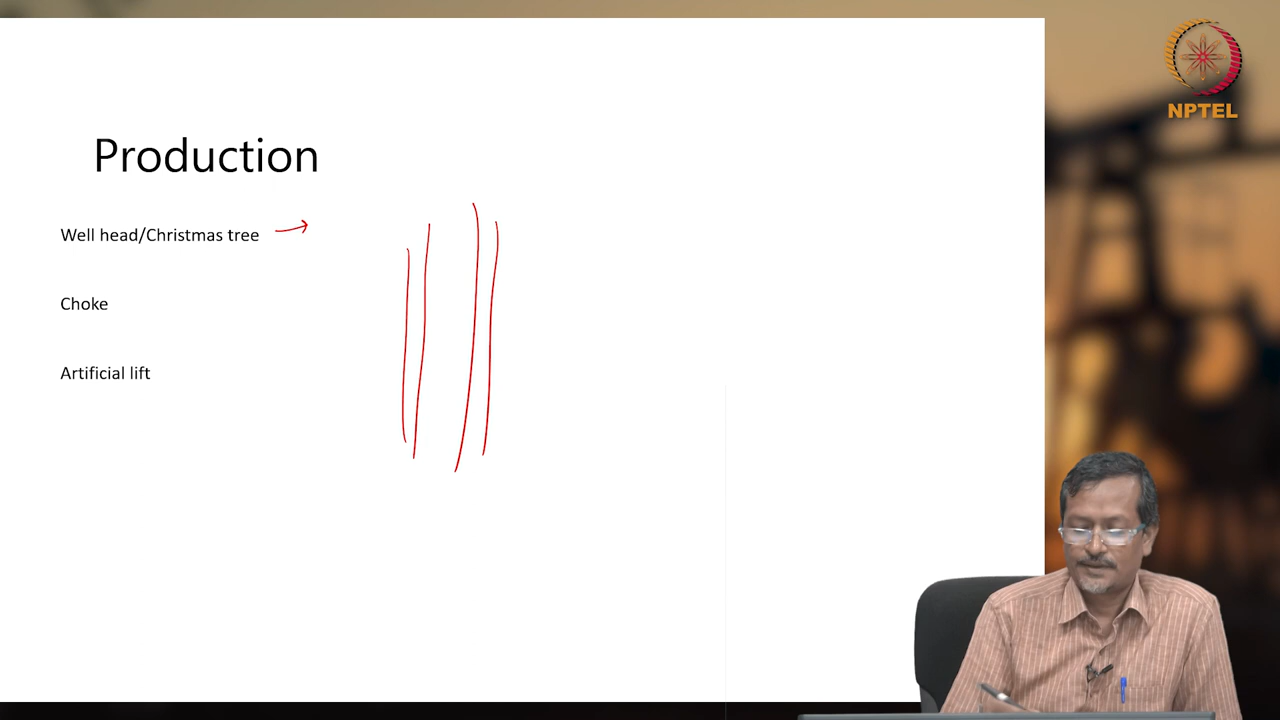 NPTEL
Production
Well head/Christmas tree
Choke
Artificial lift